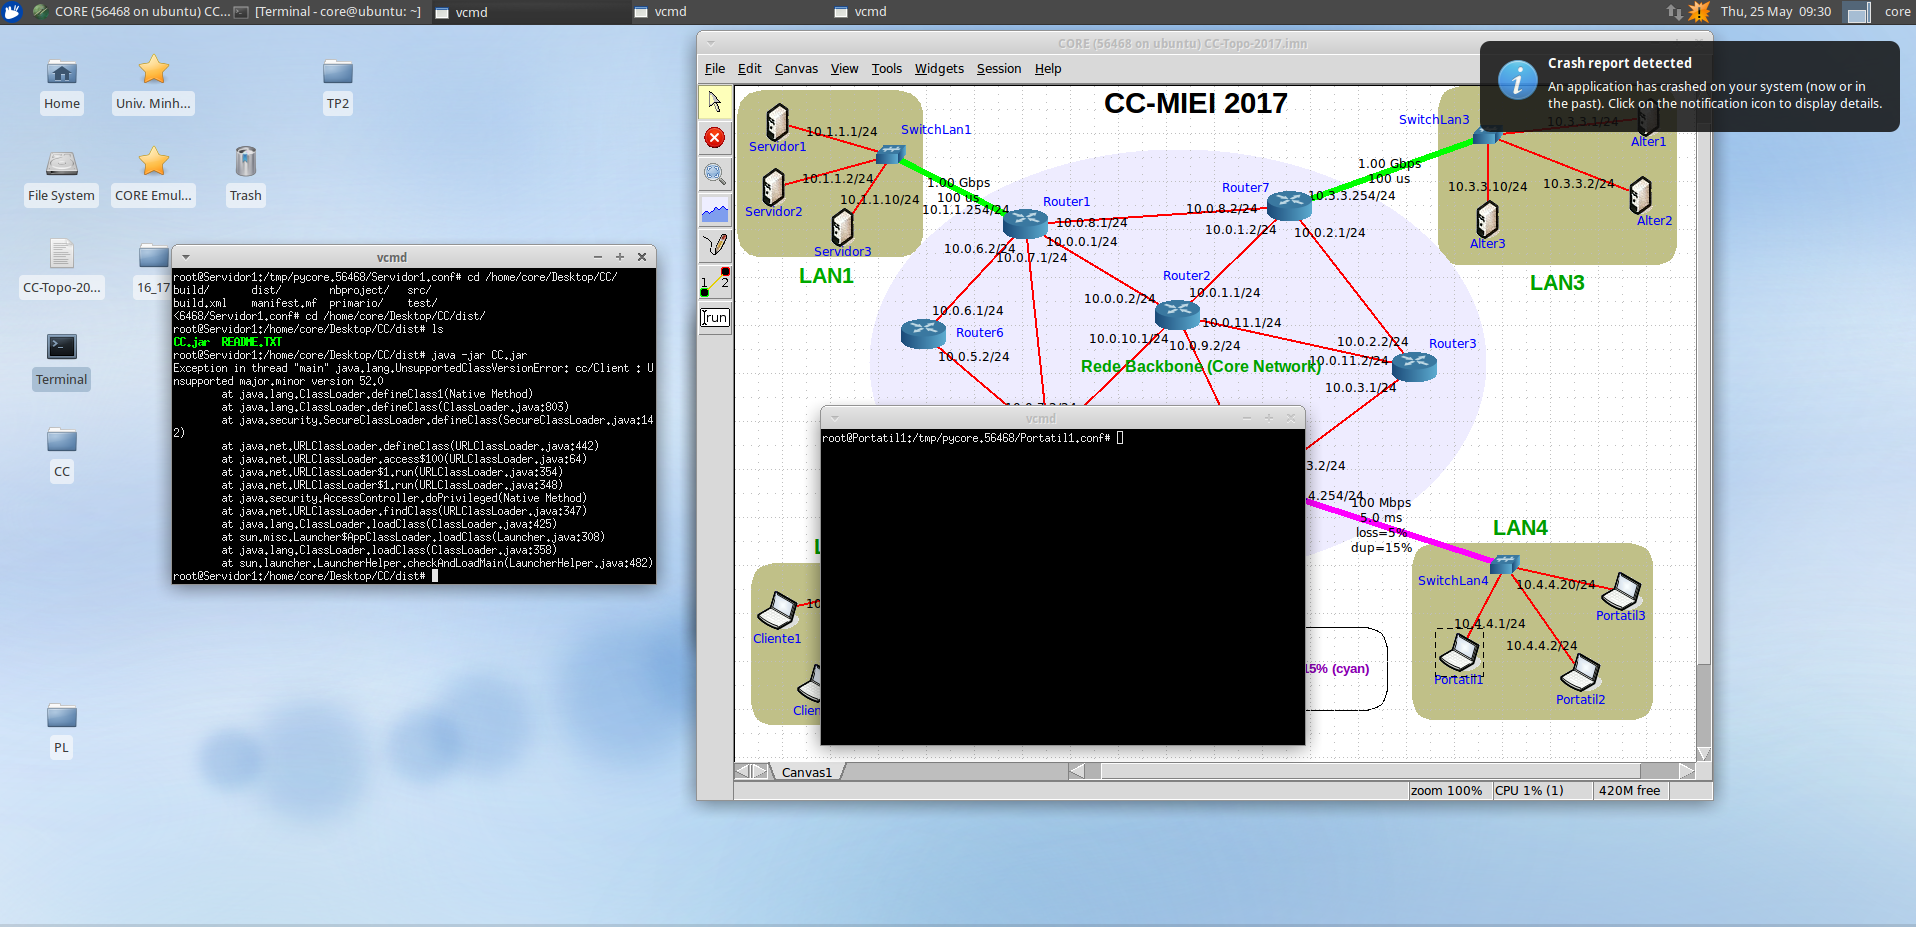 CORE (56468 on ubuntu) CC...
[Terminal - core@ubuntu: ~]
vcmd
vcmd
vcmd
Thu, 25 May 09:30
core
Home
Univ. Minh...
TP2
File System
CORE Emul...
Trash
CC-Topo-20...
16_17
Terminal
CC
PL
vcmd
root@Servidor1:/tmp/pycore.56468/Servidor1.conf# cd /home/core/Desktop/CC/
build/ dist/ nbproject/ src/
build.xml manifest.mf primario/ test/
<6468/Servidor1.conf# cd /home/core/Desktop/CC/dist/
root@Servidor1:/home/core/Desktop/CC/dist# ls
CC.jar README.TXT
root@Servidor1:/home/core/Desktop/CC/dist# java -jar CC.jar
Exception in thread "main" java.lang.UnsupportedClassVersionError: cc/Client : U
nsupported major.minor version 52.0
at java.lang.ClassLoader.defineClass1(Native Method)
at java.lang.ClassLoader.defineClass(ClassLoader.java:803)
at java.security.SecureClassLoader.defineClass(SecureClassLoader.java:14
2)
at java.net.URLClassLoader.defineClass(URLClassLoader.java:442)
at java.net.URLClassLoader.access$100(URLClassLoader.java:64)
at java.net.URLClassLoader$1.run(URLClassLoader.java:354)
at java.net.URLClassLoader$1.run(URLClassLoader.java:348)
at java.security.AccessController.doPrivileged(Native Method)
at java.net.URLClassLoader.findClass(URLClassLoader.java:347)
at java.lang.ClassLoader.loadClass(ClassLoader.java:425)
at sun.misc.Launcher$AppClassLoader.loadClass(Launcher.java:308)
at java.lang.ClassLoader.loadClass(ClassLoader.java:358)
at sun.launcher.LauncherHelper.checkAndLoadMain(LauncherHelper.java:482)
root@Servidor1:/home/core/Desktop/CC/dist#
CORE (56468 on ubuntu) CC-Topo-2017.imn
File Edit Canvas View Tools Widgets Session Help
Crash report detected
An application has crashed on your system (now or in
the past). Click on the notification icon to display details.
1 2
run
CC-MIEI 2017
10.1.1.1/24
SwitchLan1
Servidor1
10.1.1.2/24
Servidor2
10.1.1.10/24
Servidor3
LAN1
1.00 Gbps
100 us
10.1.1.254/24
Router1
10.0.8.1/24
10.0.0.1/24
10.0.6.2/24
10.0.7.1/24
Router7
10.0.8.2/24
10.0.1.2/24
10.0.2.1/24
10.3.3.254/24
1.00 Gbps
100 us
SwitchLan3
10.3.3.1/24
Alter1
10.3.3.10/24
10.3.3.2/24
Alter2
Alter3
LAN3
Router2
10.0.0.2/24
10.0.1.1/24
10.0.11.1/24
10.0.10.1/24
10.0.9.2/24
10.0.6.1/24
Router6
10.0.5.2/24
Rede Backbone (Core Network)
10.0.2.2/24
Router3
10.0.11.2/24
10.0.3.1/24
vcmd
root@Portatil1:/tmp/pycore.56468/Portatil1.conf#
3.2/24
4.254/24
100 Mbps
5.0 ms
loss=5%
dup=15%
LAN4
SwitchLan4
10.4.4.20/24
Portatil3
10.4.4.1/24
10.4.4.2/24
Portatil1
Portatil2
L
10
Cliente1
Clien
15% (cyan)
Canvas1
zoom 100%
CPU 1% (1)
420M free